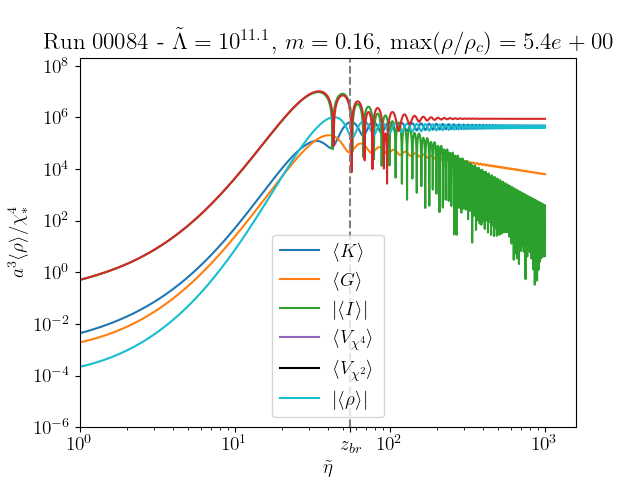 Run 00084 - Λ̃ = 10^11.1, m = 0.16, max(ρ/ρ_c) = 5.4e + 00
10^8
10^6
10^4
10^2
10^0
10^−2
10^−4
10^−6
a^3⟨ρ⟩/χ_*^4
⟨K⟩
⟨G⟩
|⟨I⟩|
⟨V_χ^4⟩
⟨V_χ^2⟩
|⟨ρ⟩|
10^0 10^1 z_br 10^2 10^3
η̃